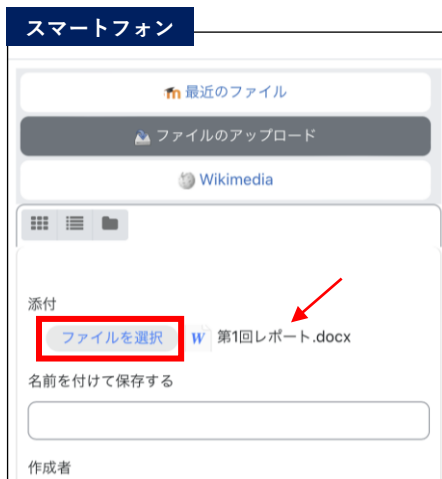 スマートフォン
最近のファイル
ファイルのアップロード
Wikimedia
添付
ファイルを選択 W 第1回レポート.docx
名前を付けて保存する
作成者